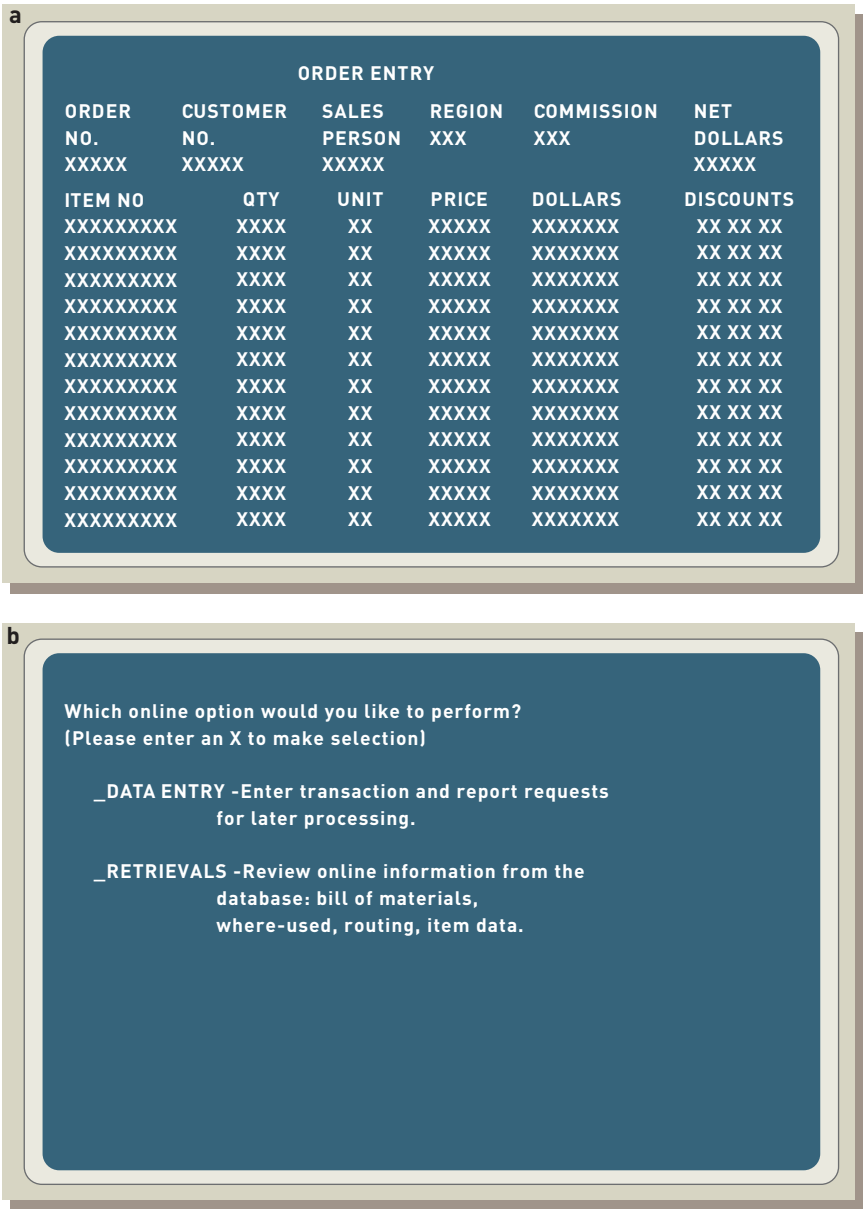 a
ORDER ENTRY
ORDER CUSTOMER SALES REGION COMMISSION NET
NO. NO. PERSON XXX XXX DOLLARS
XXXXX XXXXX XXXXX XXXXX
ITEM NO QTY UNIT PRICE DOLLARS DISCOUNTS
XXXXXXXXX XXXX XX XXXXX XXXXXXX XX XX XX
XXXXXXXXX XXXX XX XXXXX XXXXXXX XX XX XX
XXXXXXXXX XXXX XX XXXXX XXXXXXX XX XX XX
XXXXXXXXX XXXX XX XXXXX XXXXXXX XX XX XX
XXXXXXXXX XXXX XX XXXXX XXXXXXX XX XX XX
XXXXXXXXX XXXX XX XXXXX XXXXXXX XX XX XX
XXXXXXXXX XXXX XX XXXXX XXXXXXX XX XX XX
XXXXXXXXX XXXX XX XXXXX XXXXXXX XX XX XX
XXXXXXXXX XXXX XX XXXXX XXXXXXX XX XX XX
XXXXXXXXX XXXX XX XXXXX XXXXXXX XX XX XX
XXXXXXXXX XXXX XX XXXXX XXXXXXX XX XX XX
XXXXXXXXX XXXX XX XXXXX XXXXXXX XX XX XX
b
Which online option would you like to perform?
(Please enter an X to make selection)
_DATA ENTRY -Enter transaction and report requests
for later processing.
_RETRIEVALS -Review online information from the
database: bill of materials,
where-used, routing, item data.